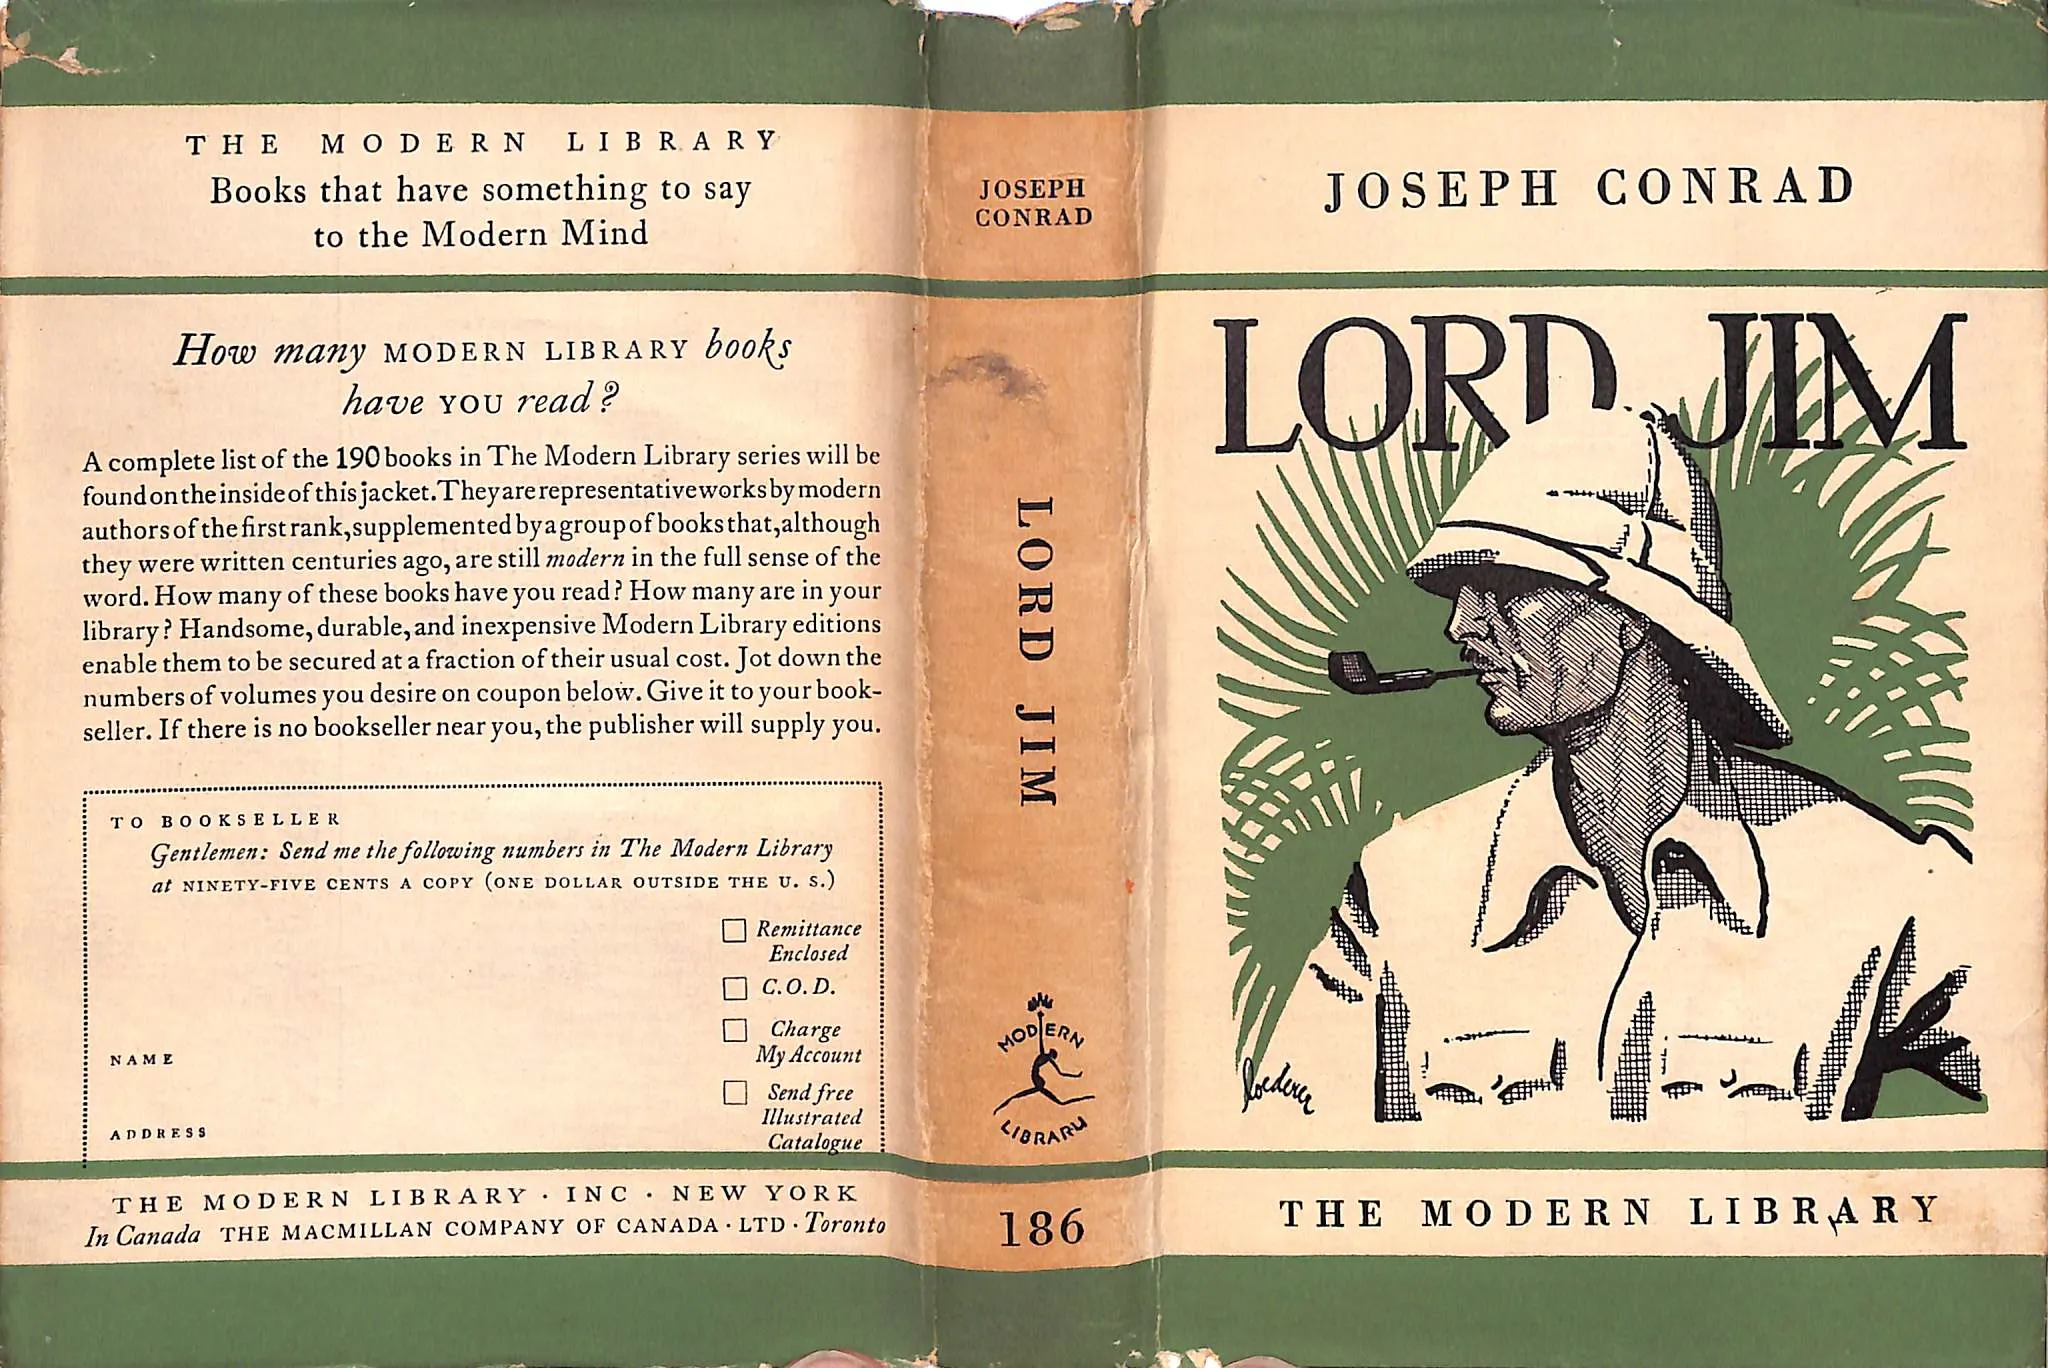 THE MODERN LIBRARY
Books that have something to say
to the Modern Mind
How many MODERN LIBRARY books
have YOU read?
A complete list of the 190 books in The Modern Library series will be
found on the inside of this jacket. They are representative works by modern
authors of the first rank, supplemented by a group of books that, although
they were written centuries ago, are still modern in the full sense of the
word. How many of these books have you read? How many are in your
library? Handsome, durable, and inexpensive Modern Library editions
enable them to be secured at a fraction of their usual cost. Jot down the
numbers of volumes you desire on coupon below. Give it to your book-
seller. If there is no bookseller near you, the publisher will supply you.
TO BOOKSELLER
Gentlemen: Send me the following numbers in The Modern Library
at NINETY-FIVE CENTS A COPY (ONE DOLLAR OUTSIDE THE U. S.)
Remittance
Enclosed
C.O.D.
Charge
My Account
Send free
Illustrated
Catalogue
NAME
ADDRESS
THE MODERN LIBRARY · INC · NEW YORK
In Canada THE MACMILLAN COMPANY OF CANADA · LTD · Toronto
JOSEPH
CONRAD
LORD JIM
MODERN
LIBRARY
186
JOSEPH CONRAD
LORD JIM
loederer
THE MODERN LIBRARY